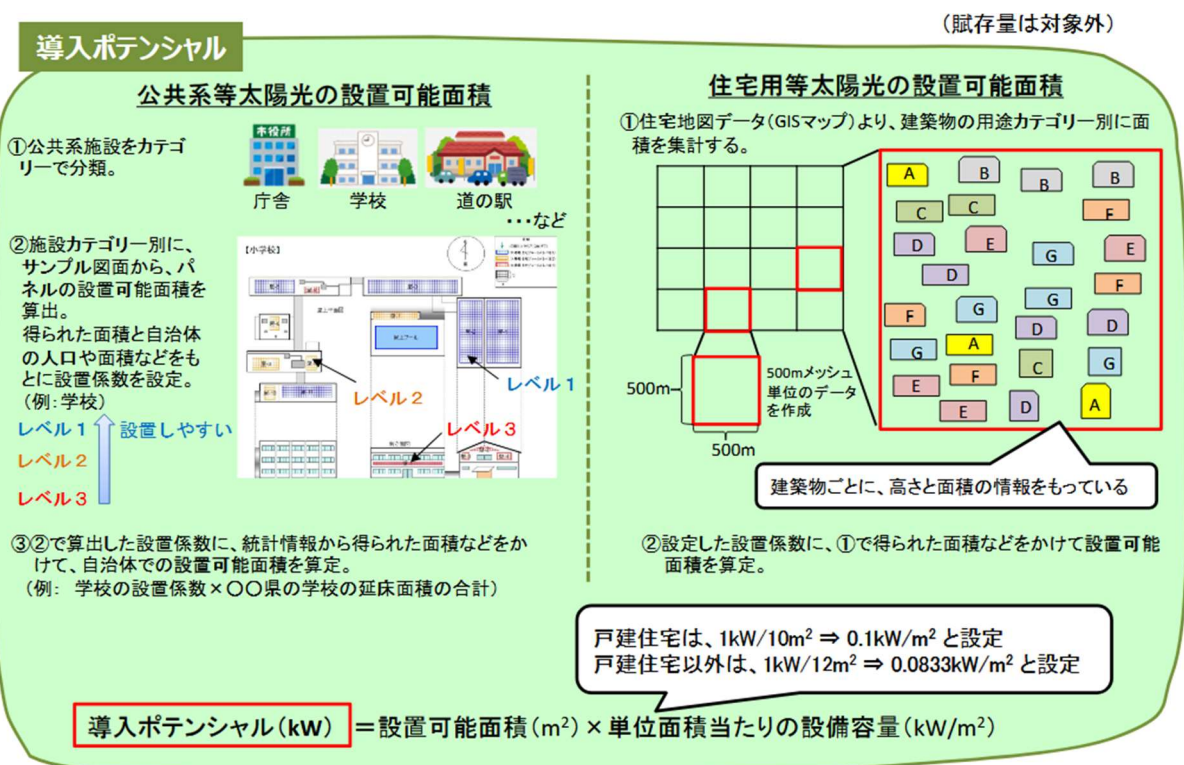 (賦存量は対象外)
導入ポテンシャル
公共系等太陽光の設置可能面積
①公共系施設をカテゴ
リーで分類。
市役所
庁舎
学校
道の駅
・・・など
②施設カテゴリー別に、
サンプル図面から、パ
ネルの設置可能面積を
算出。
得られた面積と自治体
の人口や面積などをも
とに設置係数を設定。
(例:学校)
レベル1
設置しやすい
レベル2
レベル3
【小学校】
レベル1
レベル2
レベル3
③②で算出した設置係数に、統計情報から得られた面積などをか
けて、自治体での設置可能面積を算定。
(例: 学校の設置係数×〇〇県の学校の延床面積の合計)
住宅用等太陽光の設置可能面積
①住宅地図データ(GISマップ)より、建築物の用途カテゴリー別に面
積を集計する。
A B B B
C C F
D E G E
D F
F G G
D D
G A
C G
E F
E D A
500m
500m
500mメッシュ
単位のデータ
を作成
建築物ごとに、高さと面積の情報をもっている
②設定した設置係数に、①で得られた面積などをかけて設置可能
面積を算定。
戸建住宅は、1kW/10m² ⇒ 0.1kW/m² と設定
戸建住宅以外は、1kW/12m² ⇒ 0.0833kW/m² と設定
導入ポテンシャル(kW) =設置可能面積(m²)×単位面積当たりの設備容量(kW/m²)